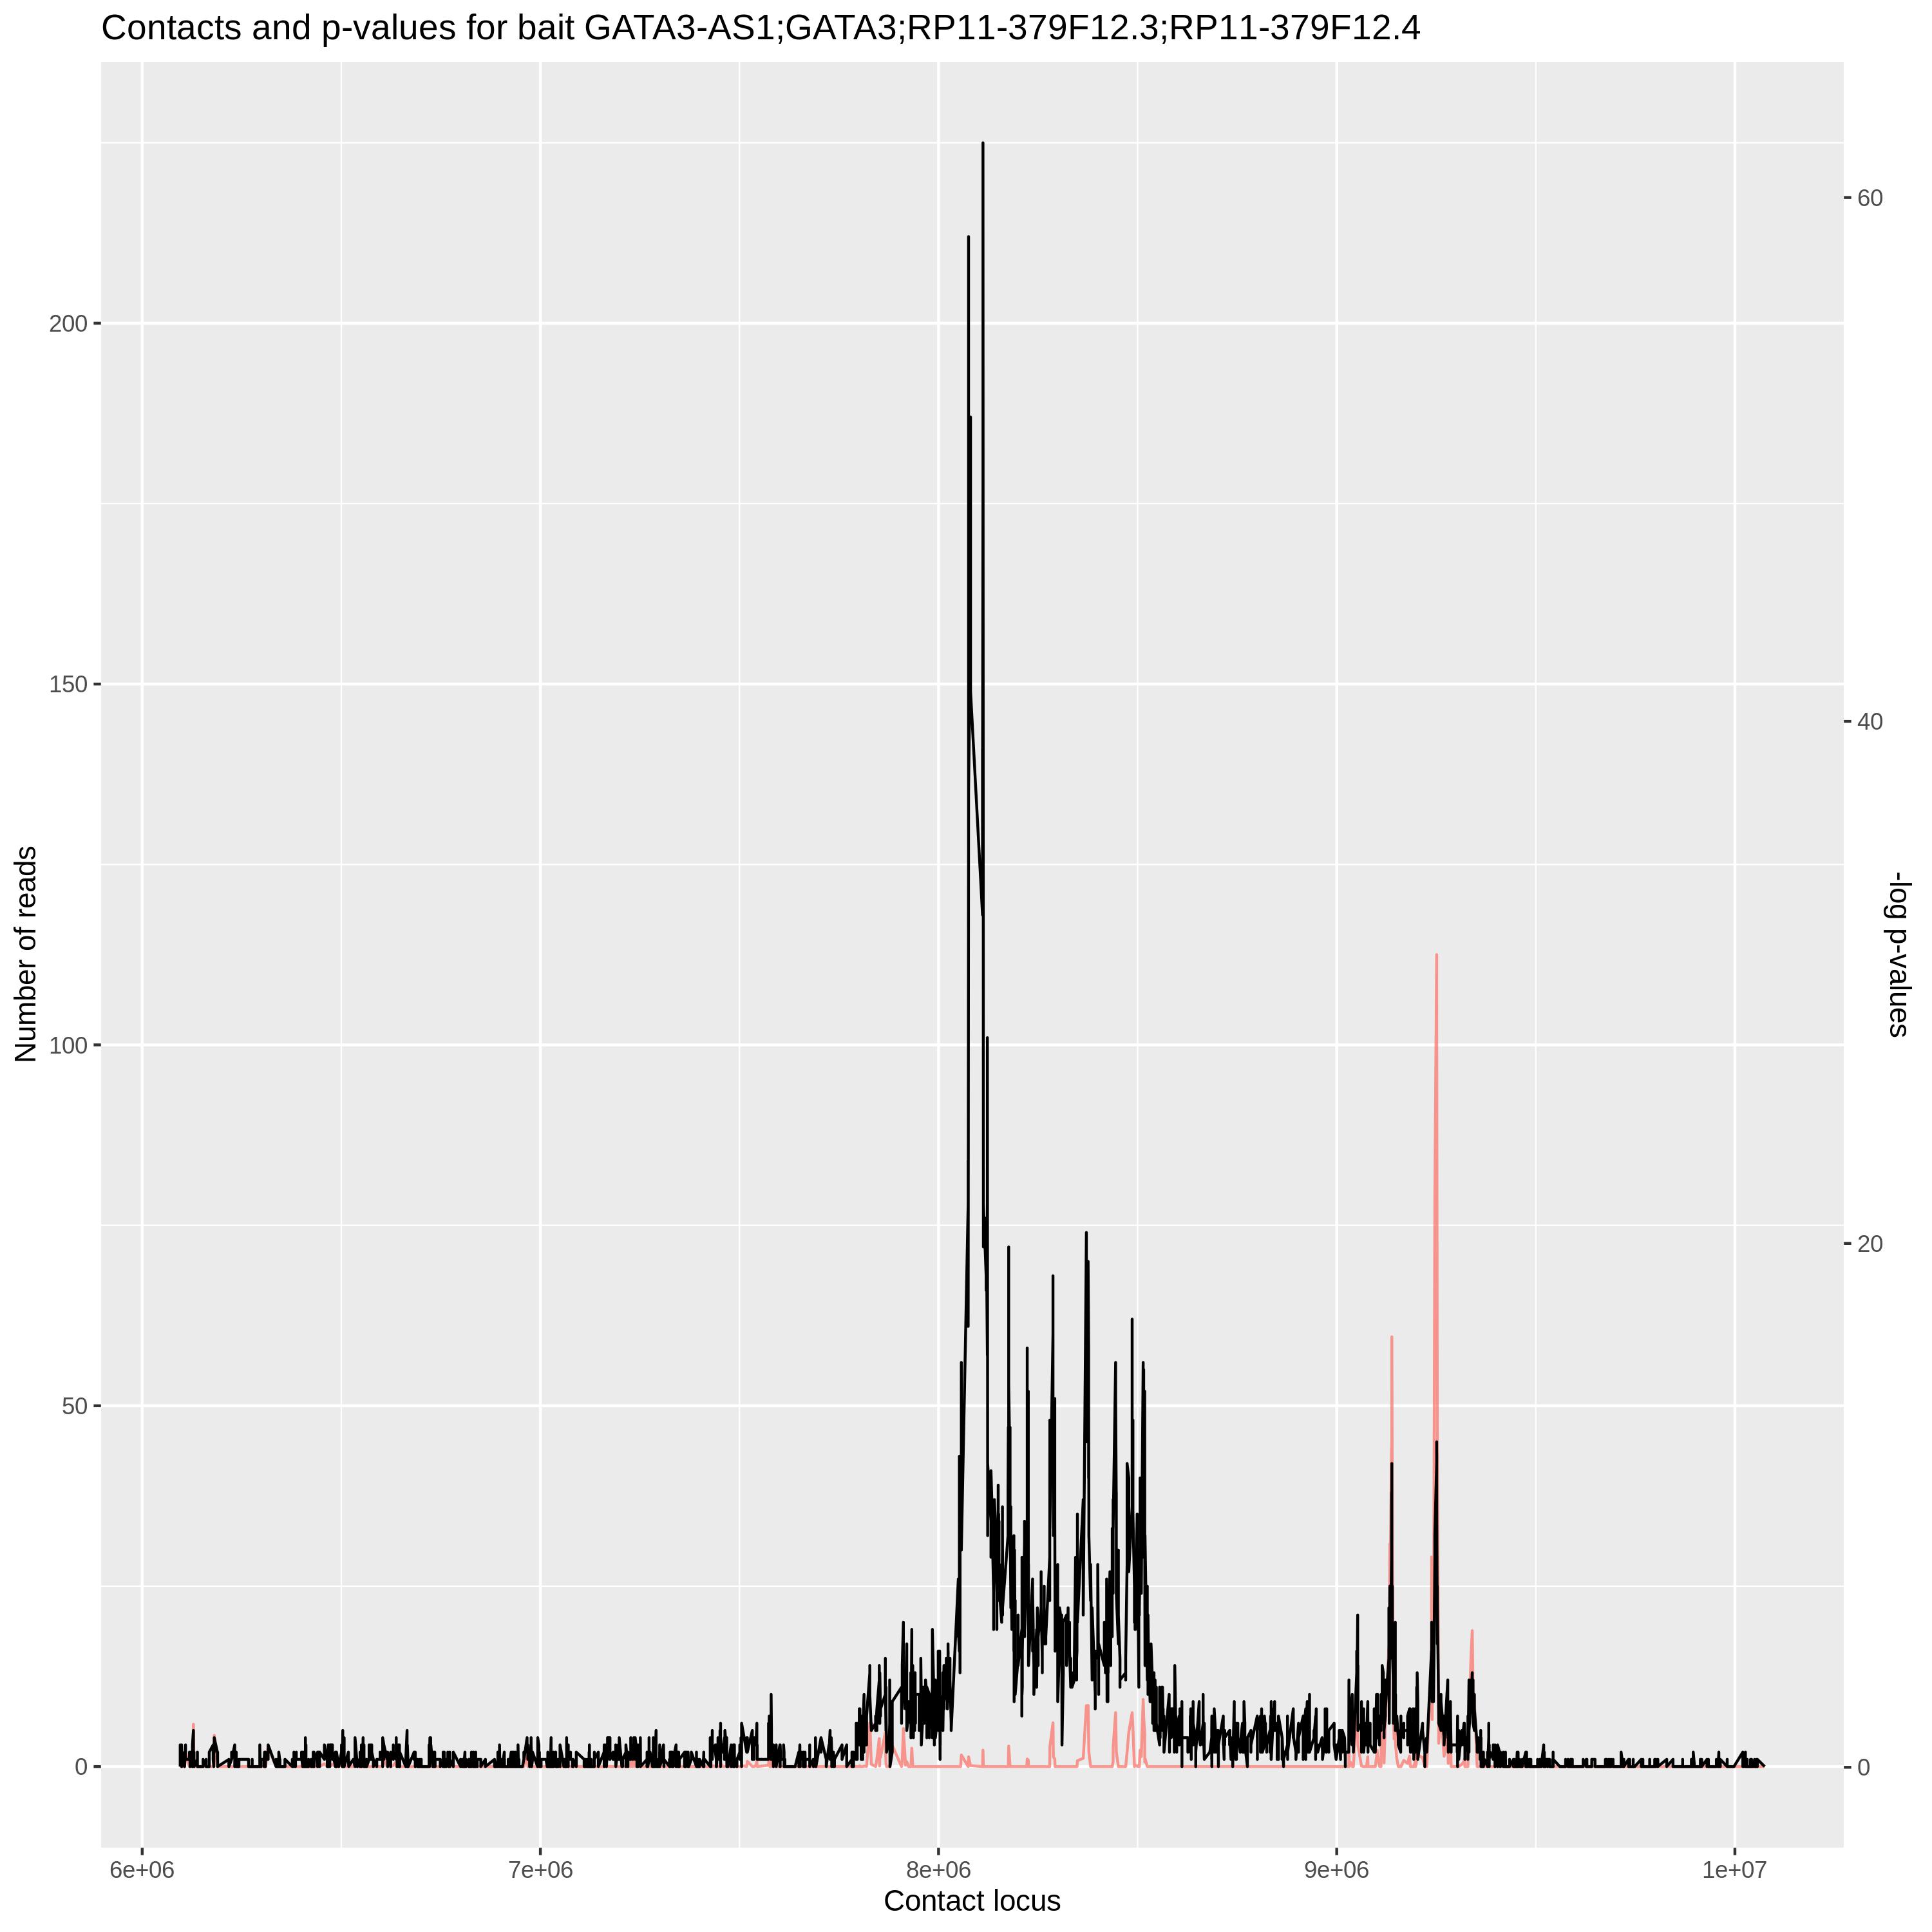 Contacts and p-values for bait GATA3-AS1;GATA3;RP11-379F12.3;RP11-379F12.4
Number of reads
200
150
100
50
0
60
40
20
0
-log p-values
6e+06 7e+06 8e+06 9e+06 1e+07
Contact locus